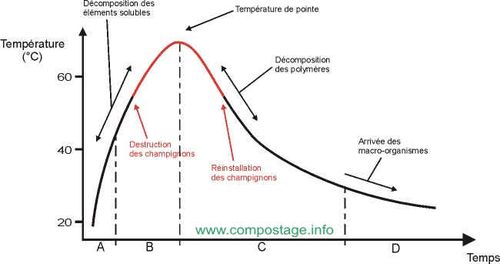 Décomposition des
éléments solubles
Température de pointe
Température
(°C)
60
Décomposition
des polymères
Destruction
des champignons
Réinstallation
des champignons
40
Arrivée des
macro-organismes
20
www.compostage.info
A B C D
Temps